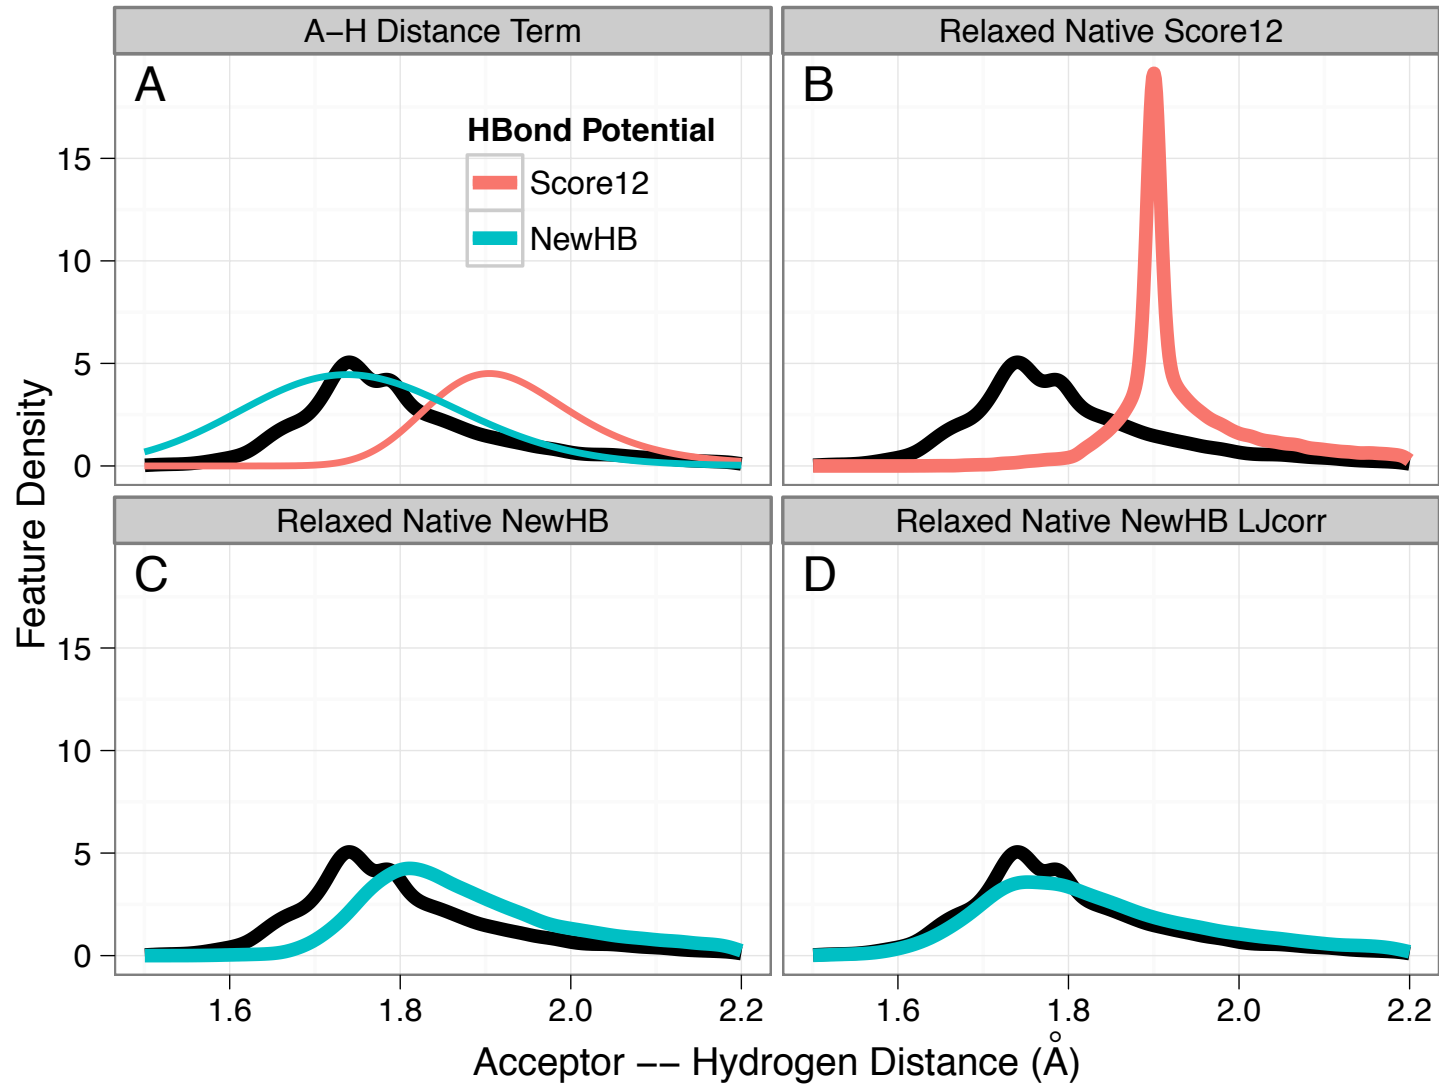 A−H Distance Term
Relaxed Native Score12
A
B
HBond Potential
Score12
NewHB
15
10
5
0
Relaxed Native NewHB
Relaxed Native NewHB LJcorr
C
D
15
10
5
0
1.6 1.8 2.0 2.2
1.6 1.8 2.0 2.2
Feature Density
Acceptor −− Hydrogen Distance (Å)